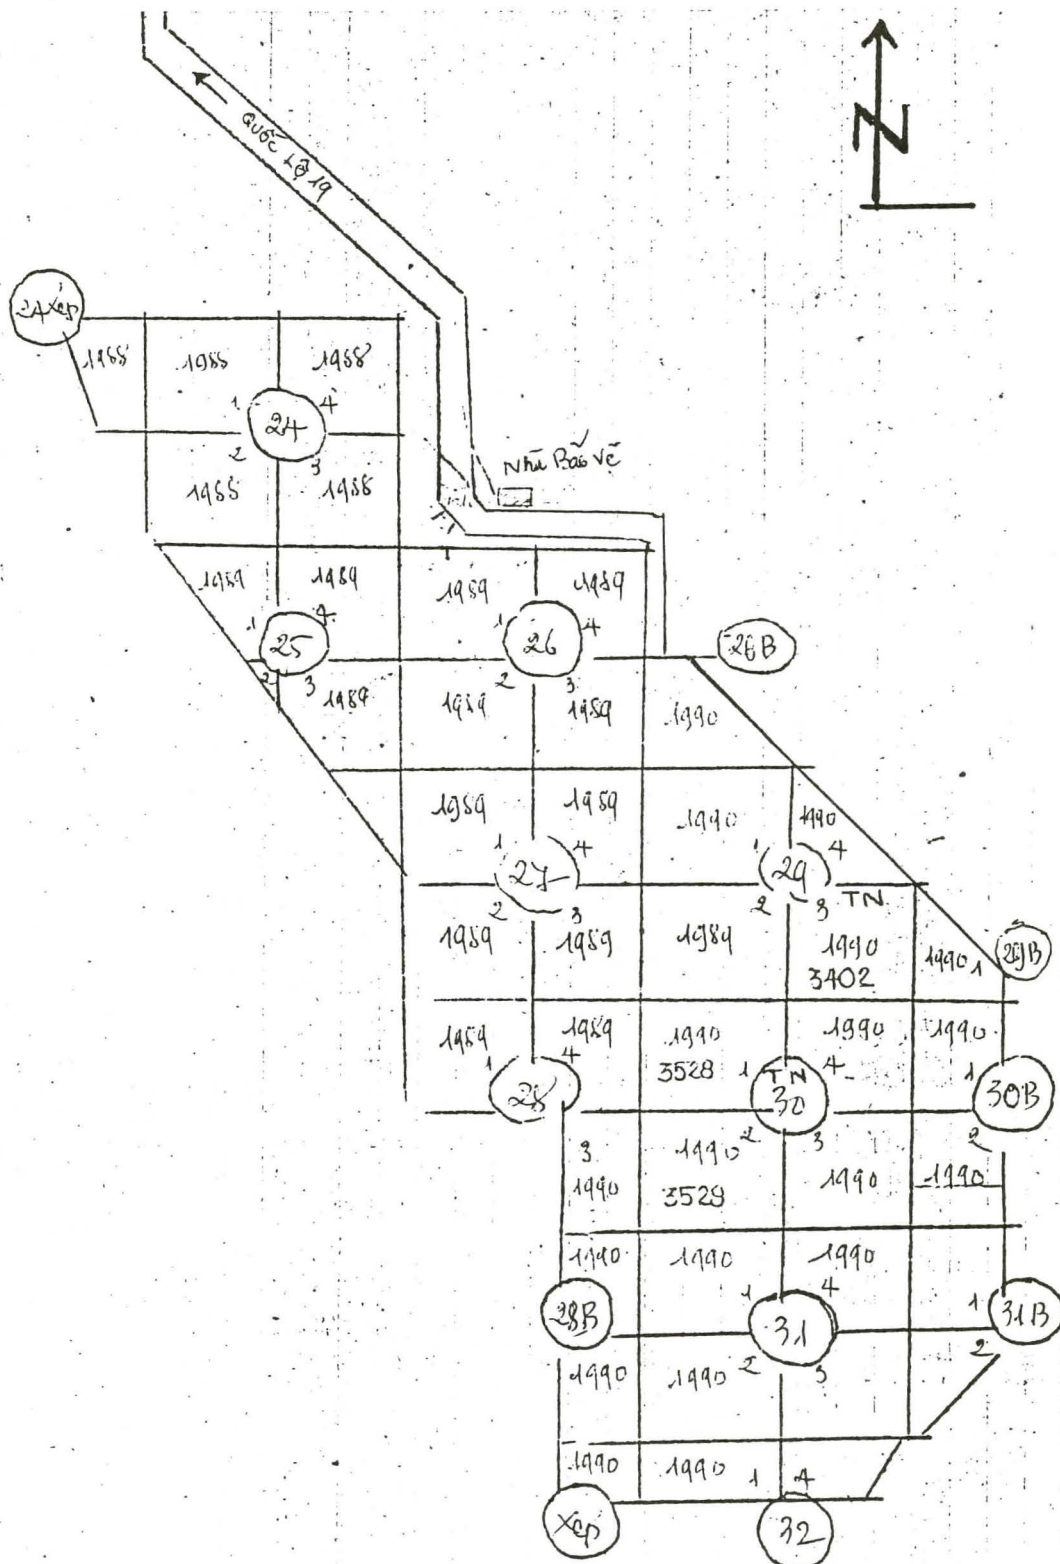 N
QUỐC LỘ 19
24 Xép
1988 1988 1988
1 4
24
2 3
1988 1988
Nhà Bảo Vệ
1989 1989 1989 1989
1 4 1 4
25 26 26B
2 3 2 3
1989 1989 1989 1990
1989 1989 1990 1990
1 4 1 4
27 29
2 3 2 3 TN
1989 1989 1989 1990 1990 1 29B
3402
1989 1989 1990 1990 1990
1 4 3528 1 TN 4 1
28 30 30B
2 3 2
3 1990 1990 1990
1990 3528
1990 1990 1990
1 4 1
28B 31 31B
2 3 2
1990 1990
1990 1990 1 4
Xép 32